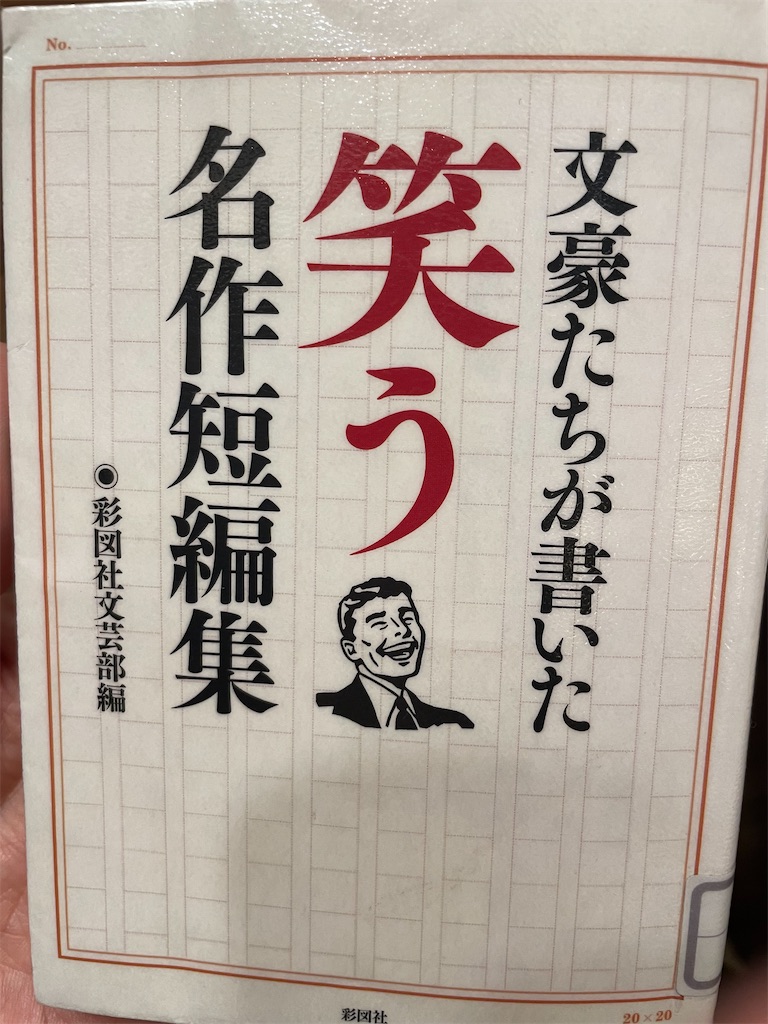 No.
文豪たちが書いた
笑う
名作短編集
◉彩図社文芸部編
彩図社
20×20